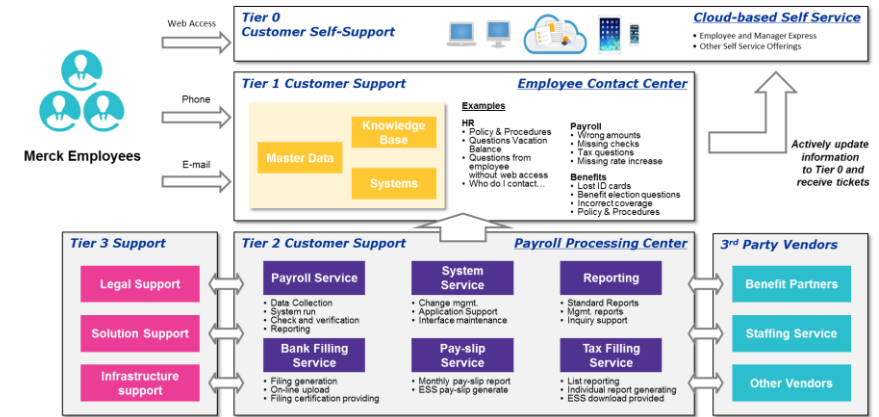 Web Access
Phone
E-mail
Merck Employees
Tier 0
Customer Self-Support
Cloud-based Self Service
• Employee and Manager Express
• Other Self Service Offerings
Tier 1 Customer Support
Employee Contact Center
Master Data
Knowledge
Base
Systems
Examples
HR
• Policy & Procedures
• Questions Vacation
Balance
• Questions from
employee
without web access
• Who do I contact...
Payroll
• Wrong amounts
• Missing checks
• Tax questions
• Missing rate increase
Benefits
• Lost ID cards
• Benefit election questions
• Incorrect coverage
• Policy & Procedures
Actively update
information
to Tier 0 and
receive tickets
Tier 3 Support
Legal Support
Solution Support
Infrastructure
support
Tier 2 Customer Support
Payroll Processing Center
Payroll Service
• Data Collection
• System run
• Check and verification
• Reporting
System
Service
• Change mgmt.
• Application Support
• Interface maintenance
Reporting
• Standard Reports
• Mgmt. reports
• Inquiry support
Bank Filling
Service
• Filing generation
• On-line upload
• Filing certification providing
Pay-slip
Service
• Monthly pay-slip report
• ESS pay-slip generate
Tax Filling
Service
• List reporting
• Individual report generating
• ESS download provided
3rd Party Vendors
Benefit Partners
Staffing Service
Other Vendors